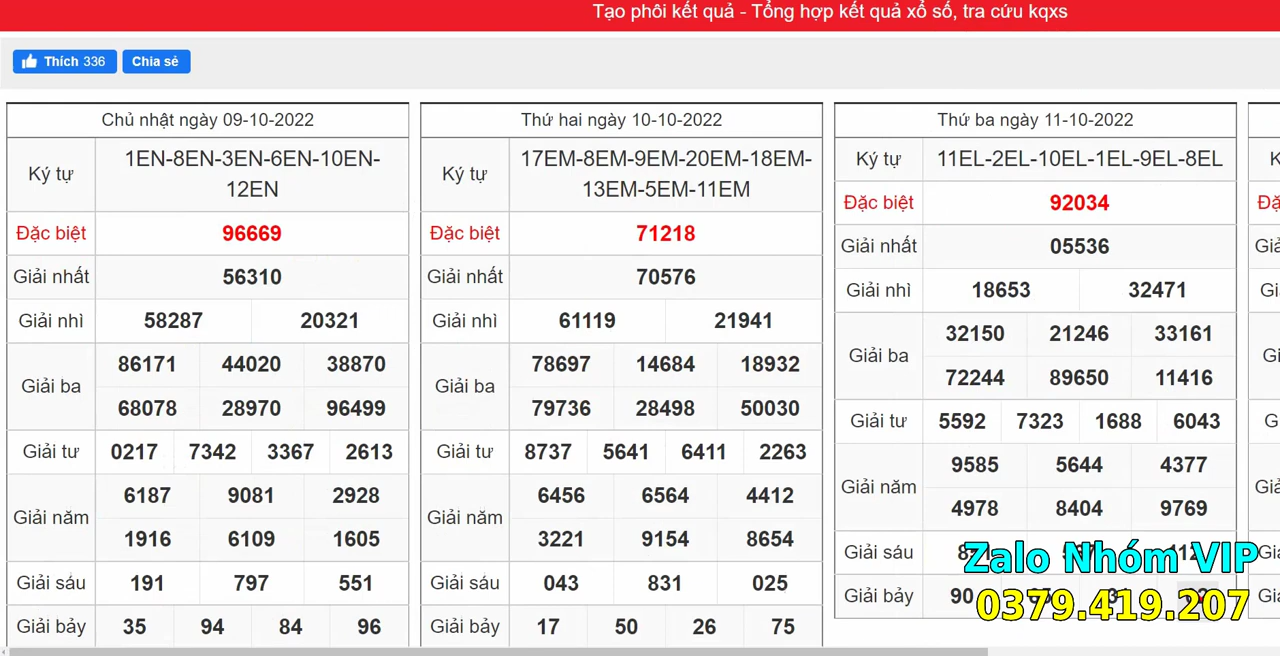 Tạo phôi kết quả - Tổng hợp kết quả xổ số, tra cứu kqxs
Thích 336 Chia sẻ
Chủ nhật ngày 09-10-2022
Ký tự 1EN-8EN-3EN-6EN-10EN-
12EN
Đặc biệt 96669
Giải nhất 56310
Giải nhì 58287 20321
Giải ba 86171 44020 38870
68078 28970 96499
Giải tư 0217 7342 3367 2613
Giải năm 6187 9081 2928
1916 6109 1605
Giải sáu 191 797 551
Giải bảy 35 94 84 96
Thứ hai ngày 10-10-2022
Ký tự 17EM-8EM-9EM-20EM-18EM-
13EM-5EM-11EM
Đặc biệt 71218
Giải nhất 70576
Giải nhì 61119 21941
Giải ba 78697 14684 18932
79736 28498 50030
Giải tư 8737 5641 6411 2263
Giải năm 6456 6564 4412
3221 9154 8654
Giải sáu 043 831 025
Giải bảy 17 50 26 75
Thứ ba ngày 11-10-2022
Ký tự 11EL-2EL-10EL-1EL-9EL-8EL
Đặc biệt 92034
Giải nhất 05536
Giải nhì 18653 32471
Giải ba 32150 21246 33161
72244 89650 11416
Giải tư 5592 7323 1688 6043
Giải năm 9585 5644 4377
4978 8404 9769
Giải sáu
Giải bảy 90
Zalo Nhóm VIP
0379.419.207